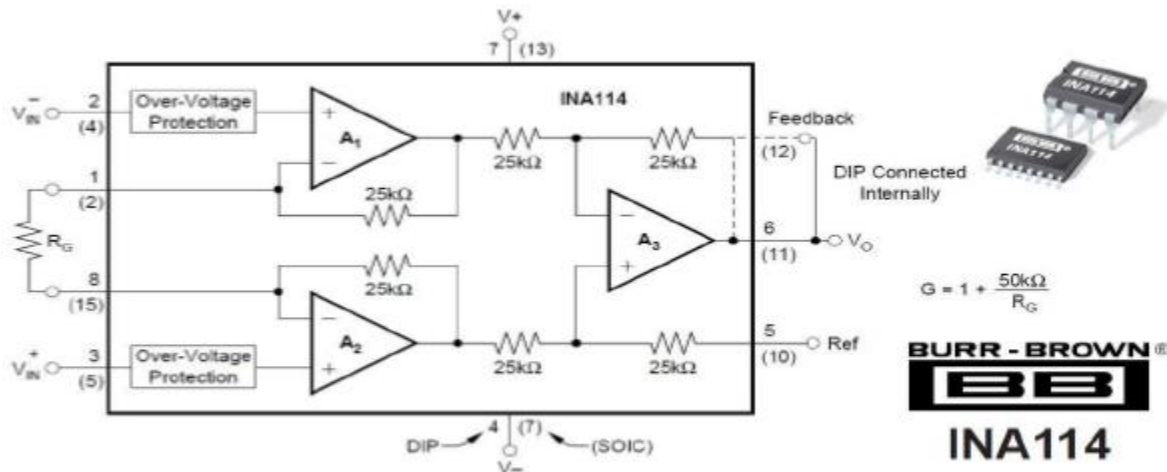 V+
7 (13)
INA114
2
(4)
V⁻IN
Over-Voltage
Protection
A1
+
−
25kΩ
25kΩ
25kΩ
Feedback
(12)
DIP Connected
Internally
1
(2)
RG
8
(15)
A3
−
+
6
(11)
VO
25kΩ
A2
−
+
3
(5)
V⁺IN
Over-Voltage
Protection
25kΩ
25kΩ
5
(10)
Ref
DIP
4 (7)
(SOIC)
V−
INA114
INA114
G = 1 + 50kΩ / RG
BURR-BROWN®
BB
INA114